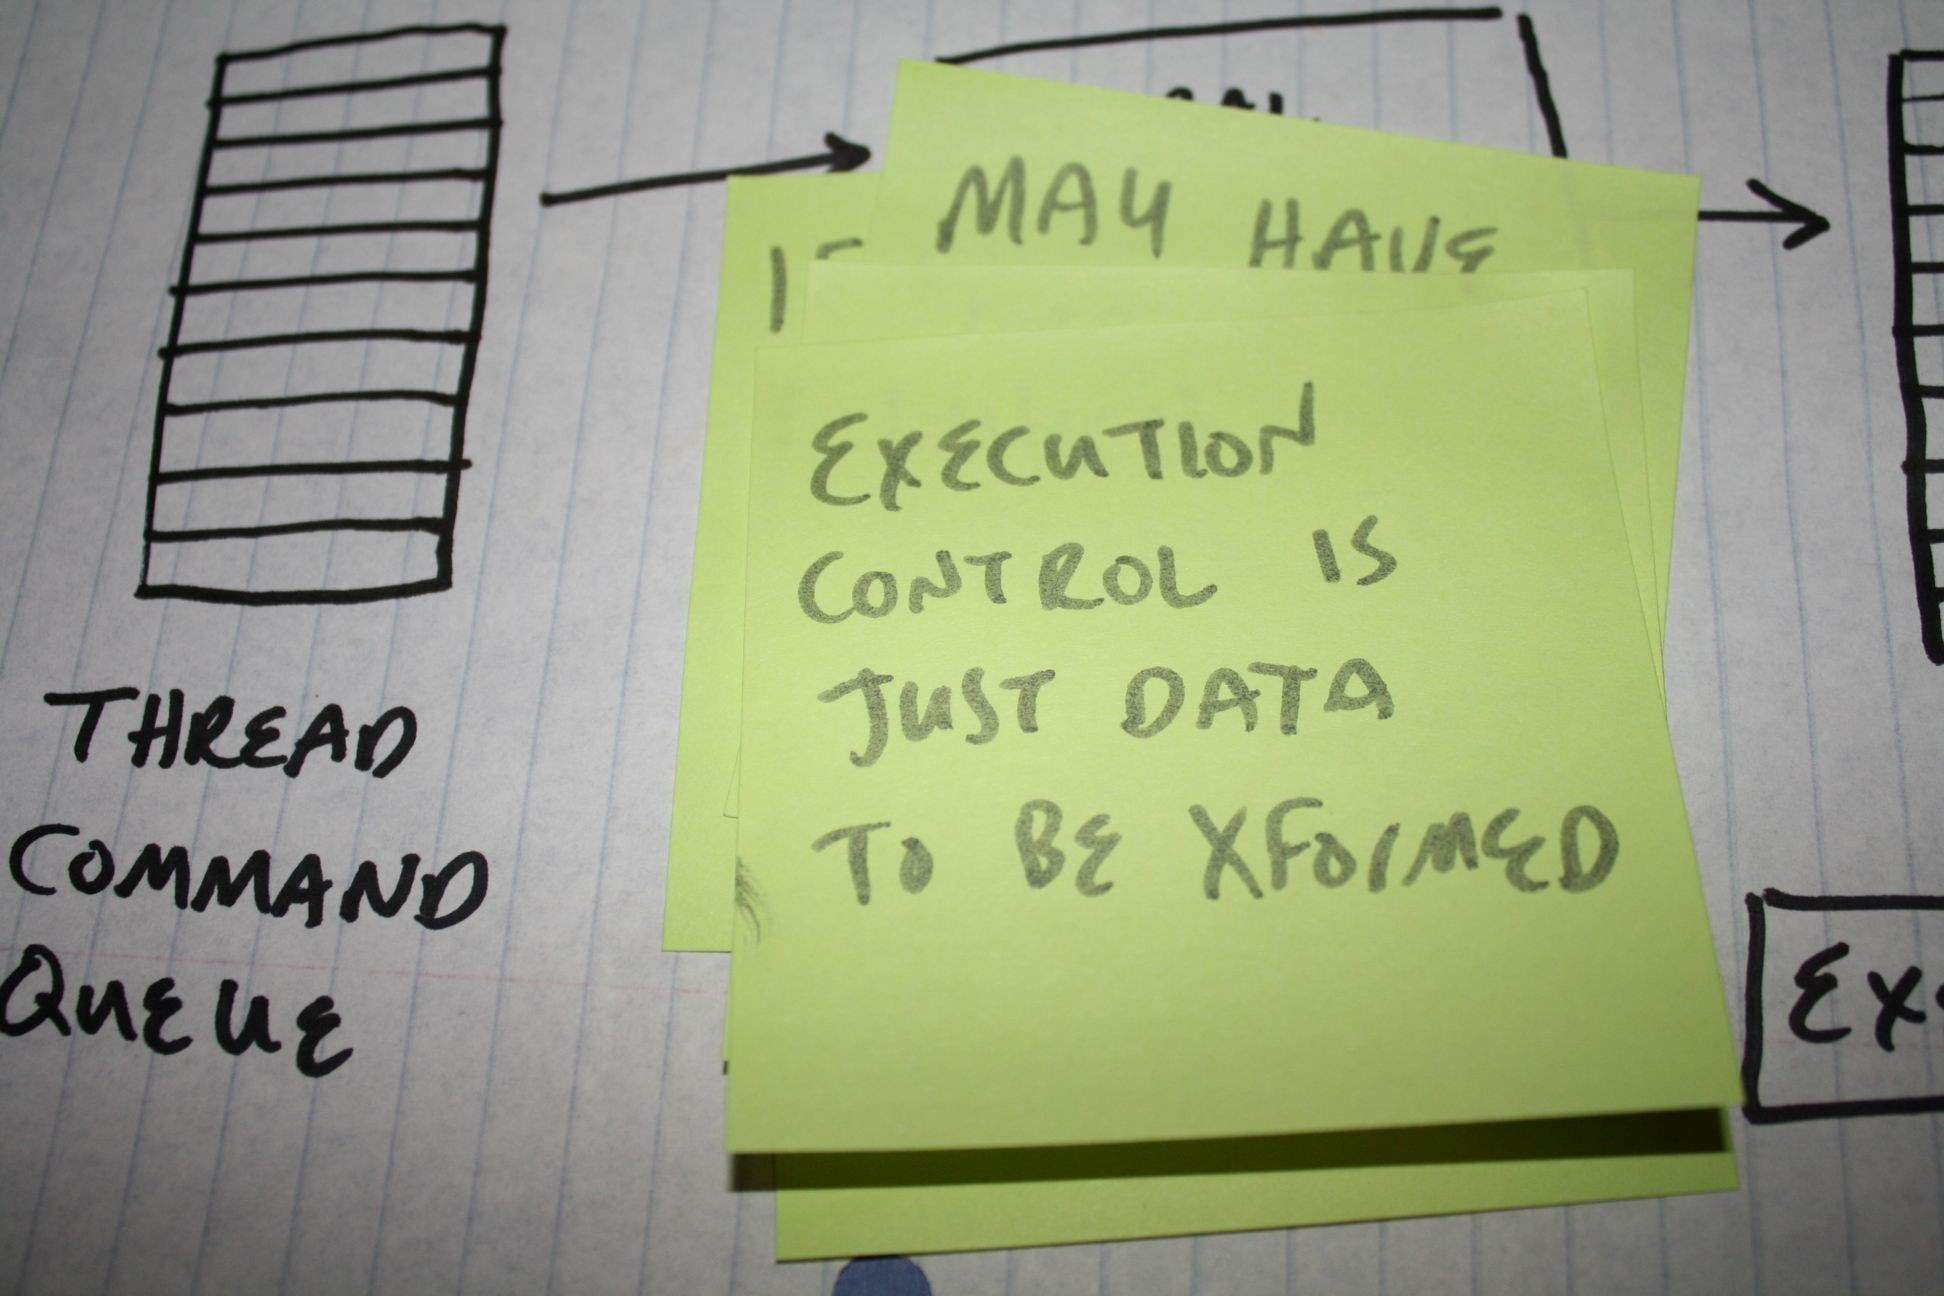 MAY HAVE
EXECUTION
CONTROL IS
JUST DATA
TO BE XFORMED
THREAD
COMMAND
QUEUE